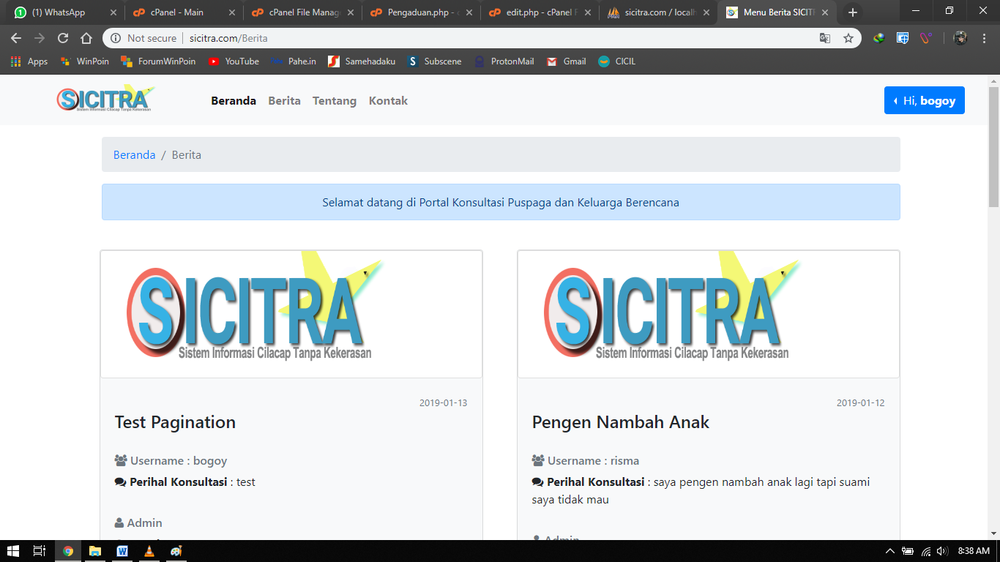 (1) WhatsApp
cPanel - Main
cPanel File Manag
Pengaduan.php - c
edit.php - cPanel F
sicitra.com / localh
Menu Berita SICITR
Not secure | sicitra.com/Berita
Apps WinPoin ForumWinPoin YouTube Pahe.in Samehadaku Subscene ProtonMail Gmail CICIL
SICITRA
Sistem Informasi Cilacap Tanpa Kekerasan
Beranda Berita Tentang Kontak
Hi, bogoy
Beranda / Berita
Selamat datang di Portal Konsultasi Puspaga dan Keluarga Berencana
SICITRA
Sistem Informasi Cilacap Tanpa Kekerasan
2019-01-13
Test Pagination
Username : bogoy
Perihal Konsultasi : test
Admin
SICITRA
Sistem Informasi Cilacap Tanpa Kekerasan
2019-01-12
Pengen Nambah Anak
Username : risma
Perihal Konsultasi : saya pengen nambah anak lagi tapi suami
saya tidak mau
Admin
8:38 AM